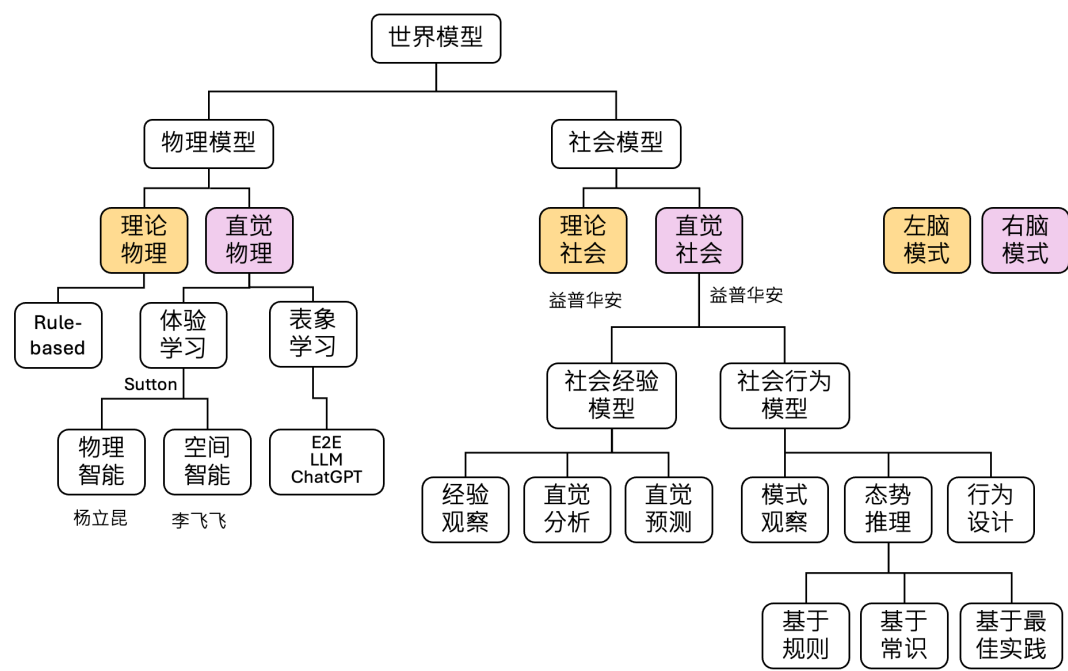 世界模型
物理模型
社会模型
理论
物理
直觉
物理
理论
社会
直觉
社会
左脑
模式
右脑
模式
益普华安
益普华安
Rule-
based
体验
学习
表象
学习
Sutton
社会经验
模型
社会行为
模型
物理
智能
空间
智能
E2E
LLM
ChatGPT
杨立昆
李飞飞
经验
观察
直觉
分析
直觉
预测
模式
观察
态势
推理
行为
设计
基于
规则
基于
常识
基于最
佳实践